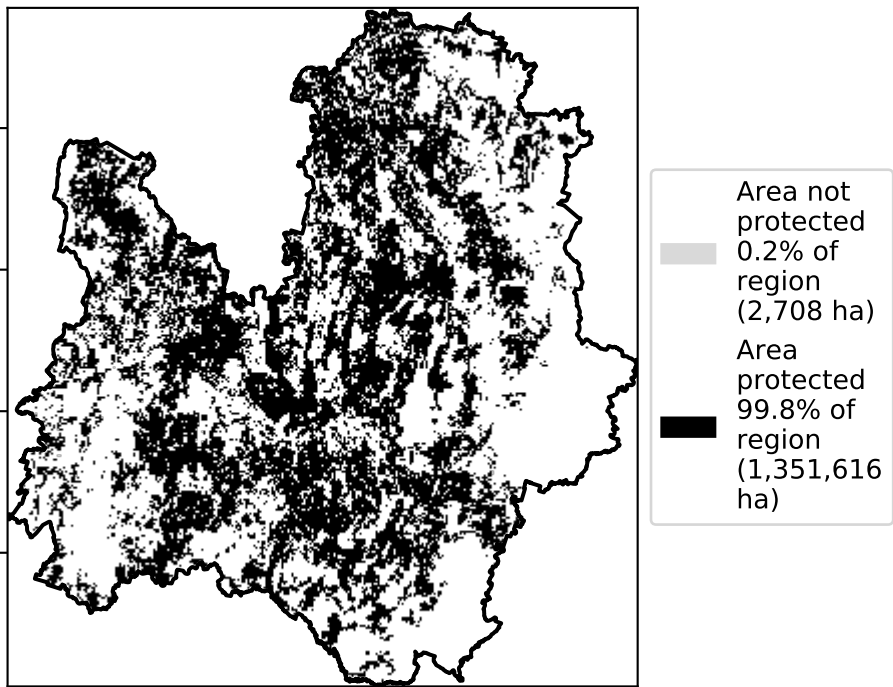 Area not
protected
0.2% of
region
(2,708 ha)
Area
protected
99.8% of
region
(1,351,616
ha)